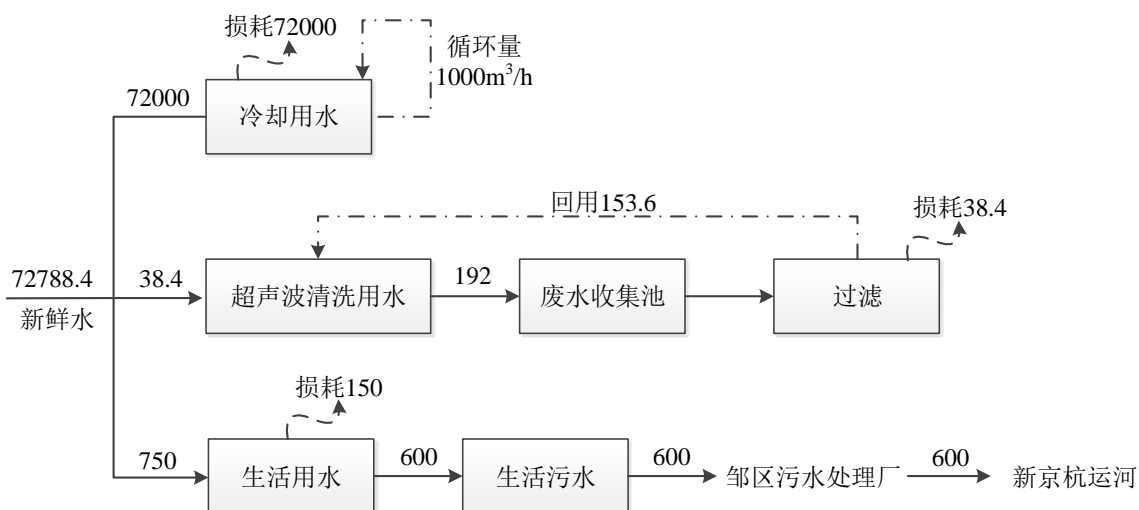 损耗72000
循环量
1000m³/h
72000
冷却用水
回用153.6
损耗38.4
72788.4
38.4
超声波清洗用水
192
废水收集池
过滤
新鲜水
损耗150
750
生活用水
600
生活污水
600
邹区污水处理厂
600
新京杭运河